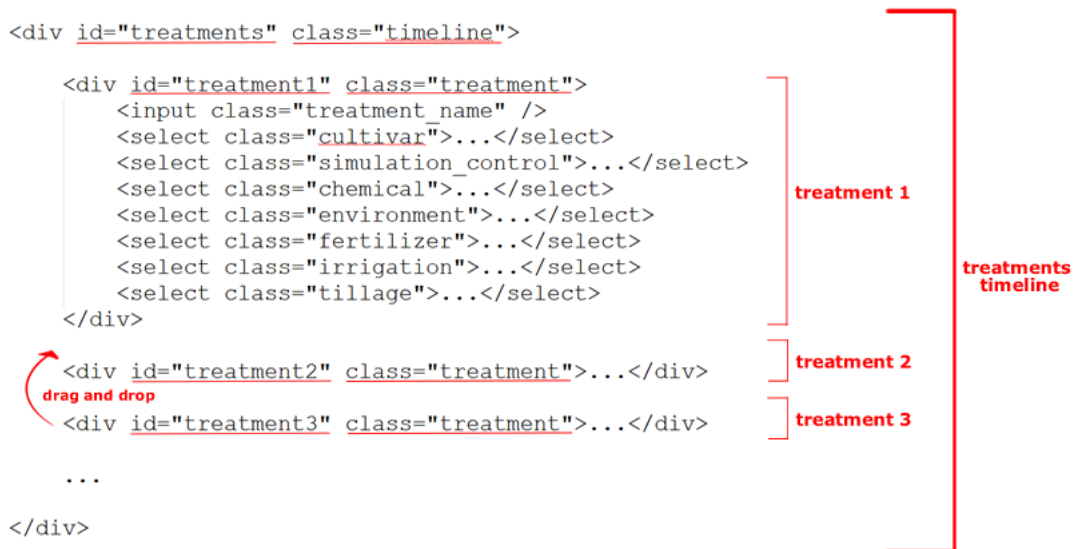 <div id="treatments" class="timeline">
<div id="treatment1" class="treatment">
<input class="treatment_name" />
<select class="cultivar">...</select>
<select class="simulation_control">...</select>
<select class="chemical">...</select>
<select class="environment">...</select>
<select class="fertilizer">...</select>
<select class="irrigation">...</select>
<select class="tillage">...</select>
</div>
treatment 1
treatments
timeline
<div id="treatment2" class="treatment">...</div>
treatment 2
drag and drop
<div id="treatment3" class="treatment">...</div>
treatment 3
...
</div>